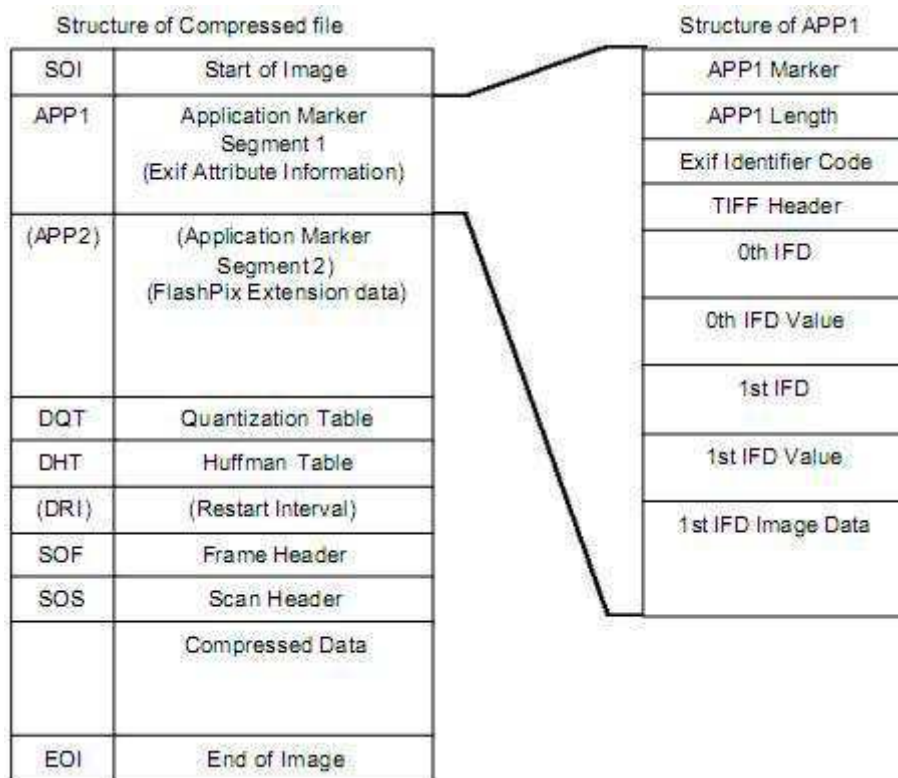 Structure of Compressed file
SOI Start of Image
APP1 Application Marker
Segment 1
(Exif Attribute Information)
(APP2) (Application Marker
Segment 2)
(FlashPix Extension data)
DQT Quantization Table
DHT Huffman Table
(DRI) (Restart Interval)
SOF Frame Header
SOS Scan Header
Compressed Data
EOI End of Image
Structure of APP1
APP1 Marker
APP1 Length
Exif Identifier Code
TIFF Header
0th IFD
0th IFD Value
1st IFD
1st IFD Value
1st IFD Image Data